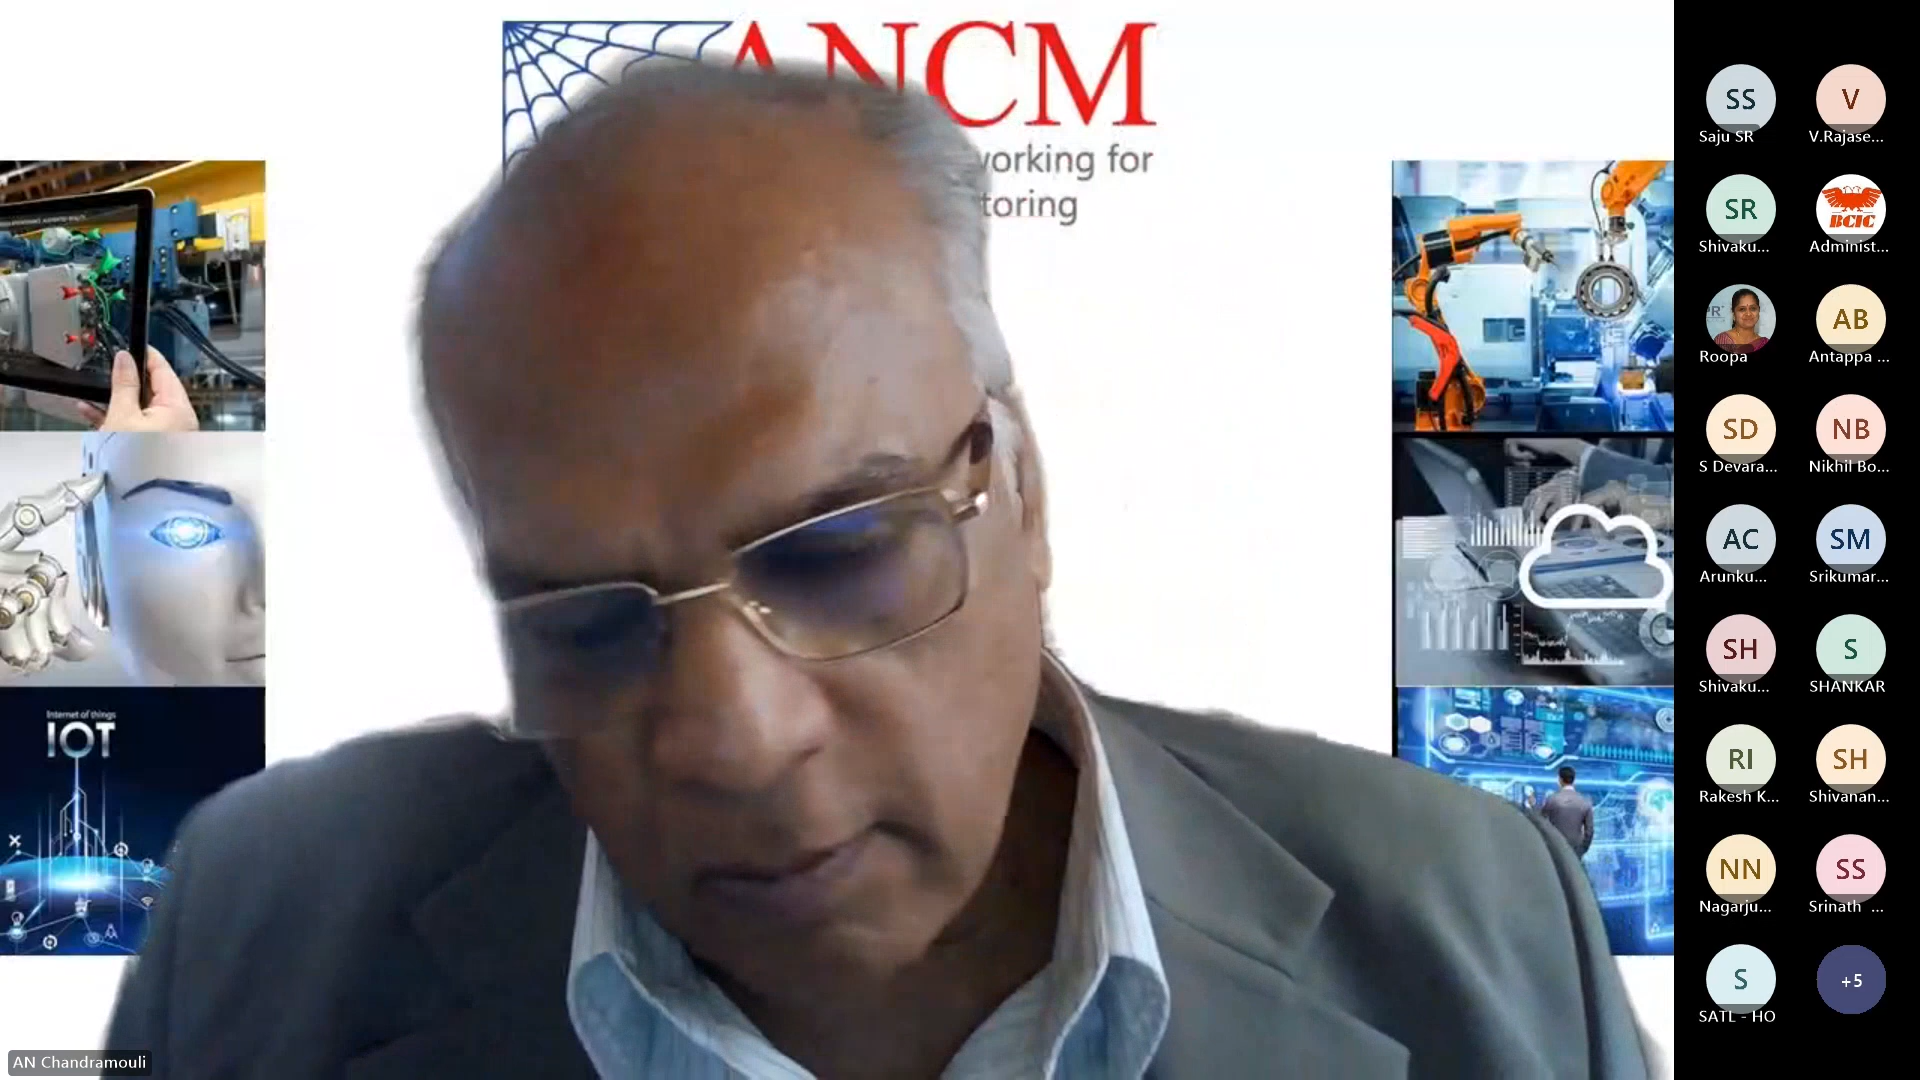 ANCM
working for
toring
Internet of things
IOT
AN Chandramouli
SS
Saju SR
V
V.Rajase...
SR
Shivaku...
BCIC
Administ...
Roopa
AB
Antappa ...
SD
S Devara...
NB
Nikhil Bo...
AC
Arunku...
SM
Srikumar...
SH
Shivaku...
S
SHANKAR
RI
Rakesh K...
SH
Shivanan...
NN
Nagarju...
SS
Srinath ...
S
SATL - HO
+5